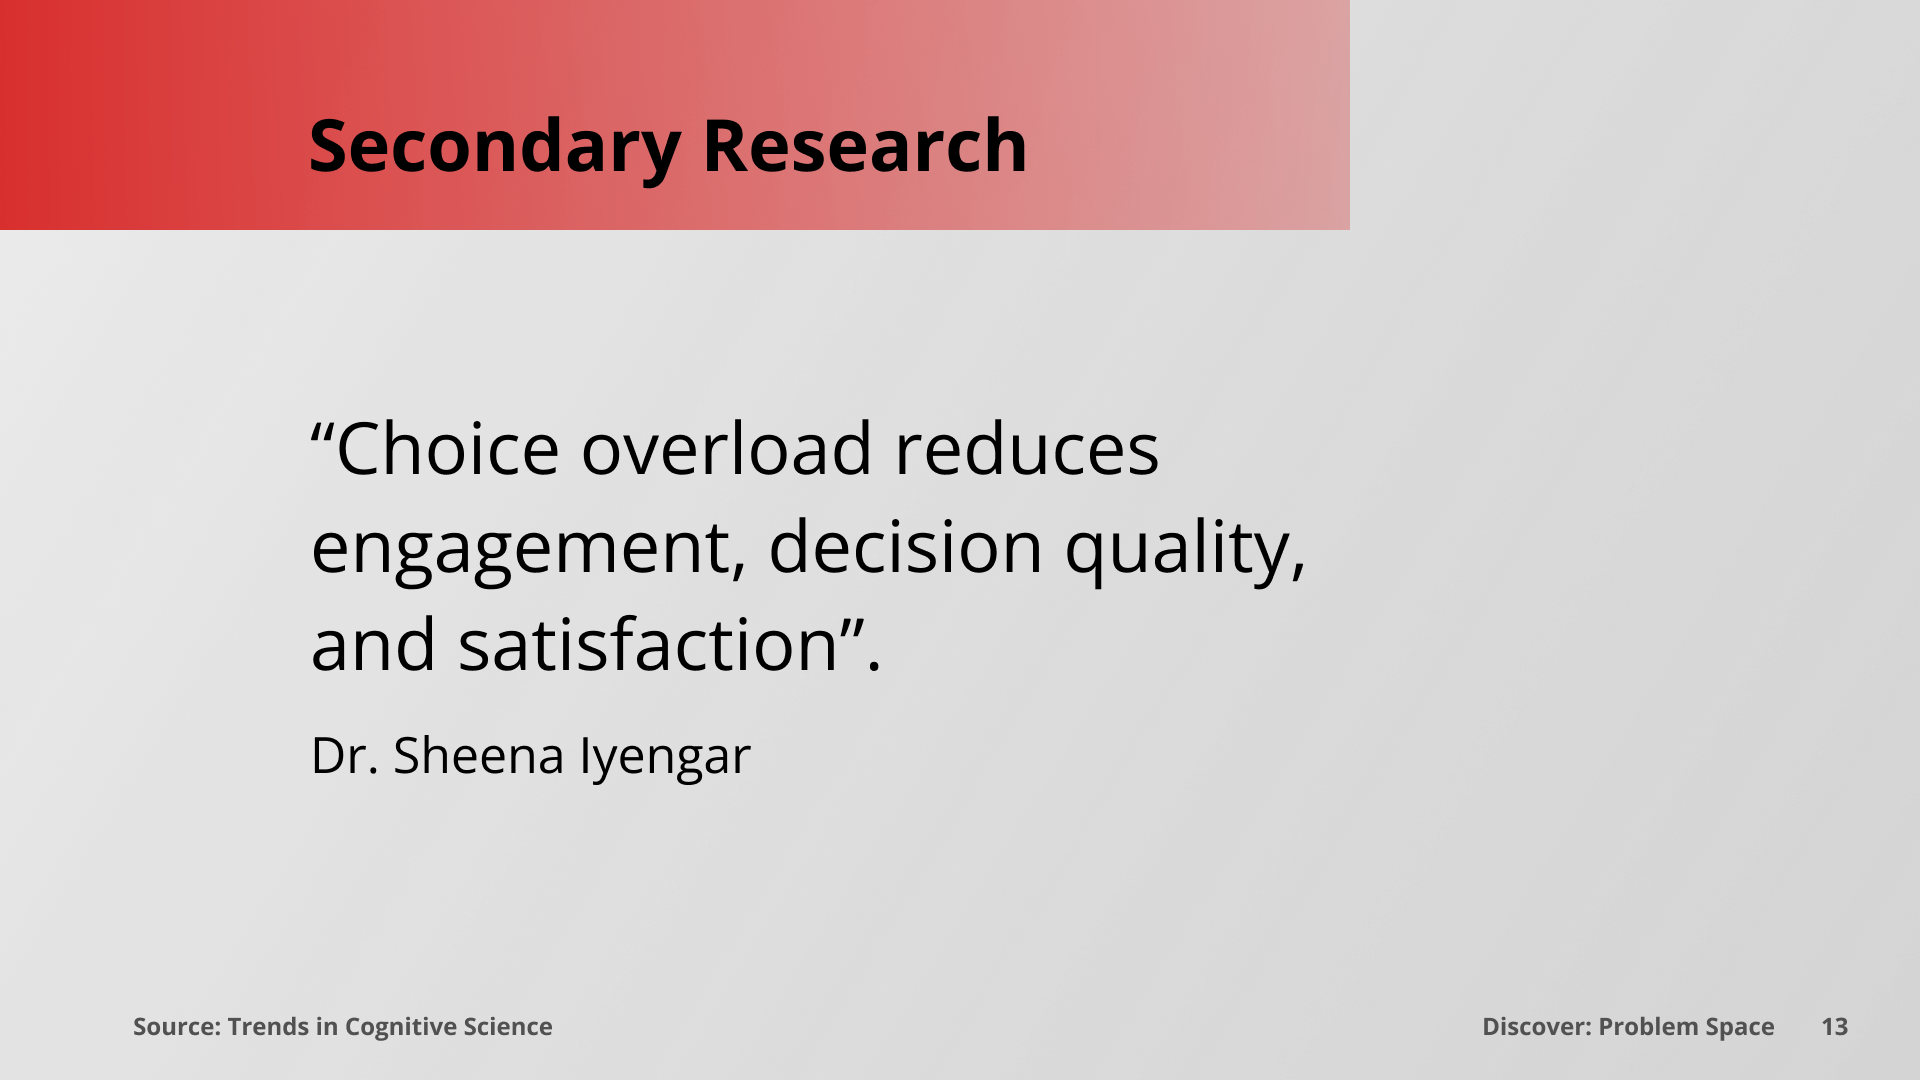 Secondary Research
“Choice overload reduces
engagement, decision quality,
and satisfaction”.
Dr. Sheena Iyengar
Source: Trends in Cognitive Science
Discover: Problem Space 13